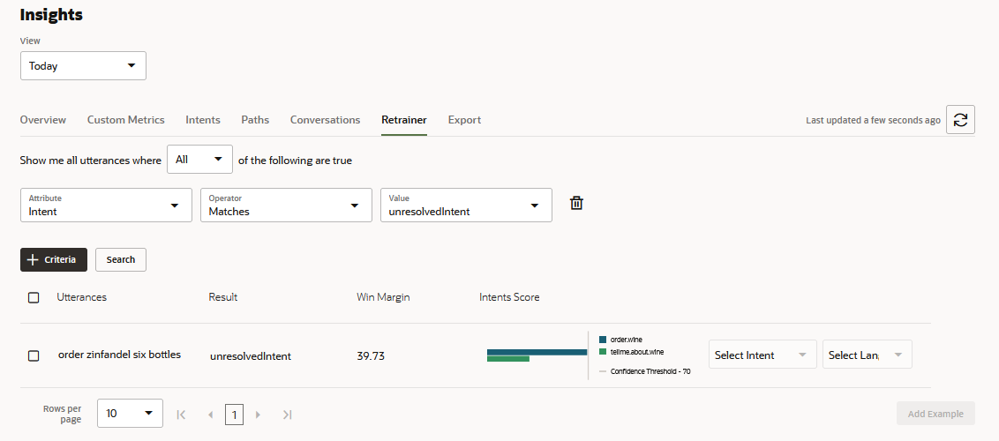 Insights
View
Today
Overview Custom Metrics Intents Paths Conversations Retrainer Export Last updated a few seconds ago
Show me all utterances where All of the following are true
Attribute Operator Value
Intent Matches unresolvedIntent
Criteria Search
Utterances Result Win Margin Intents Score
order.wine
order zinfandel six bottles unresolvedIntent 39.73 tellme.about.wine Select Intent Select Lan
Confidence Threshold - 70
Rows per
page 10 1 Add Example